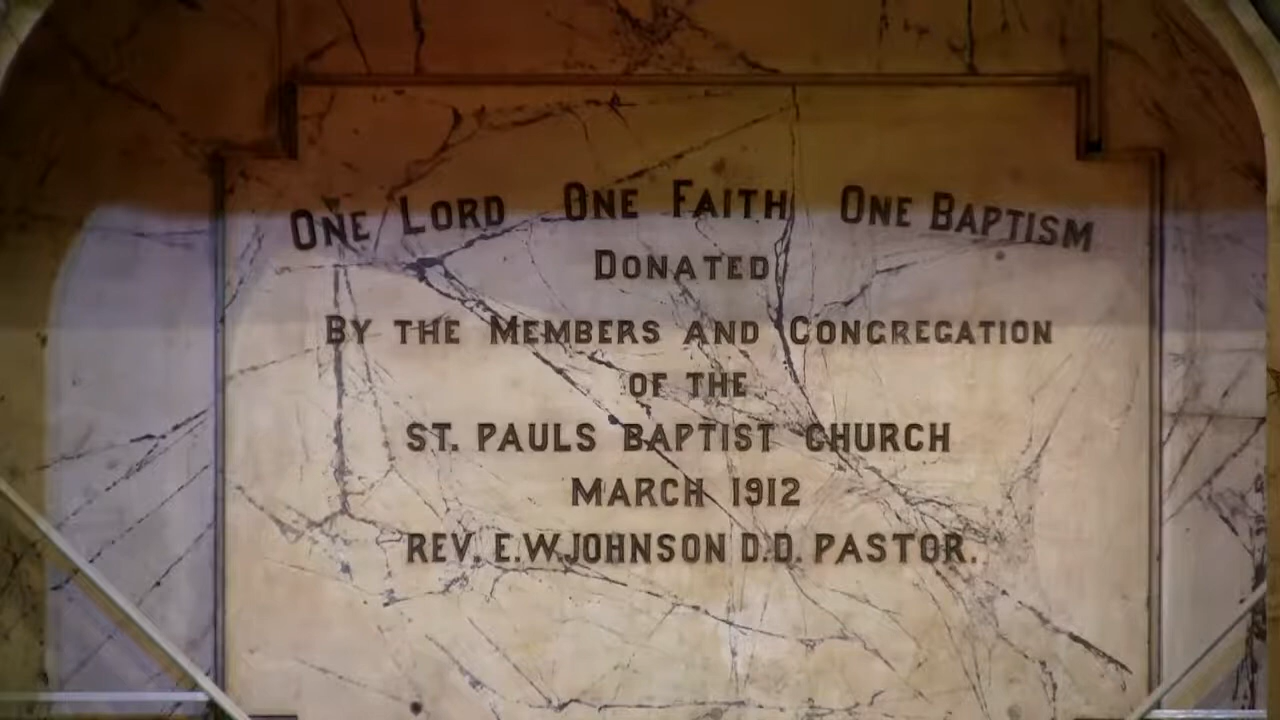 ONE LORD ONE FAITH ONE BAPTISM
DONATED
BY THE MEMBERS AND CONGREGATION
OF THE
ST. PAULS BAPTIST CHURCH
MARCH 1912
REV. E.W.JOHNSON D.D. PASTOR.